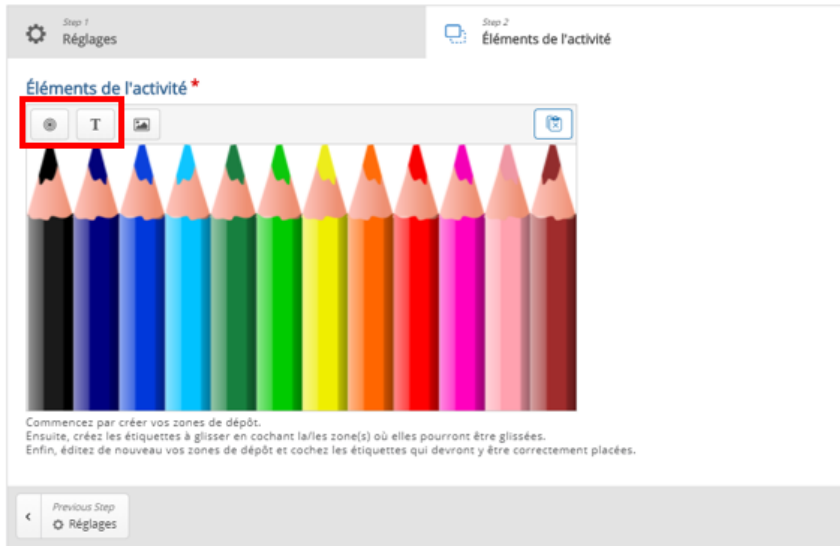 Step 1
Réglages
Step 2
Éléments de l'activité
Éléments de l'activité *
T
Commencez par créer vos zones de dépôt.
Ensuite, créez les étiquettes à glisser en cochant la/les zone(s) où elles pourront être glissées.
Enfin, éditez de nouveau vos zones de dépôt et cochez les étiquettes qui devront y être correctement placées.
Previous Step
Réglages